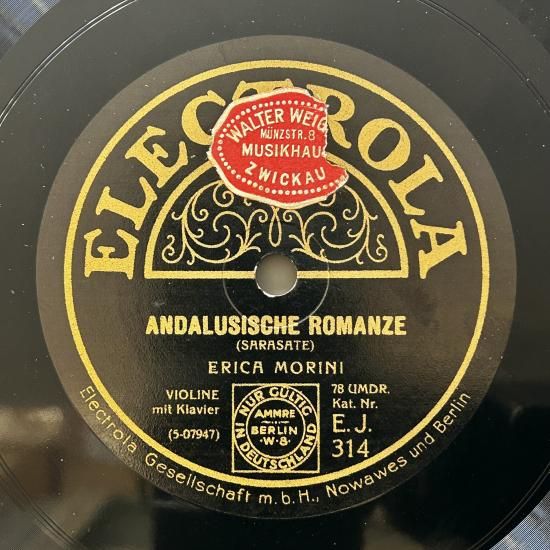 ELECTROLA
WALTER WEIG
MÜNZSTR. 8
MUSIKHAU
ZWICKAU
ANDALUSISCHE ROMANZE
(SARASATE)
ERICA MORINI
VIOLINE
mit Klavier
(5-07947)
NUR GÜLTIG
IN DEUTSCHLAND
AMMRE
BERLIN
·W·8·
78 UMDR.
Kat. Nr.
E.J.
314
Electrola Gesellschaft m.b.H., Nowawes und Berlin